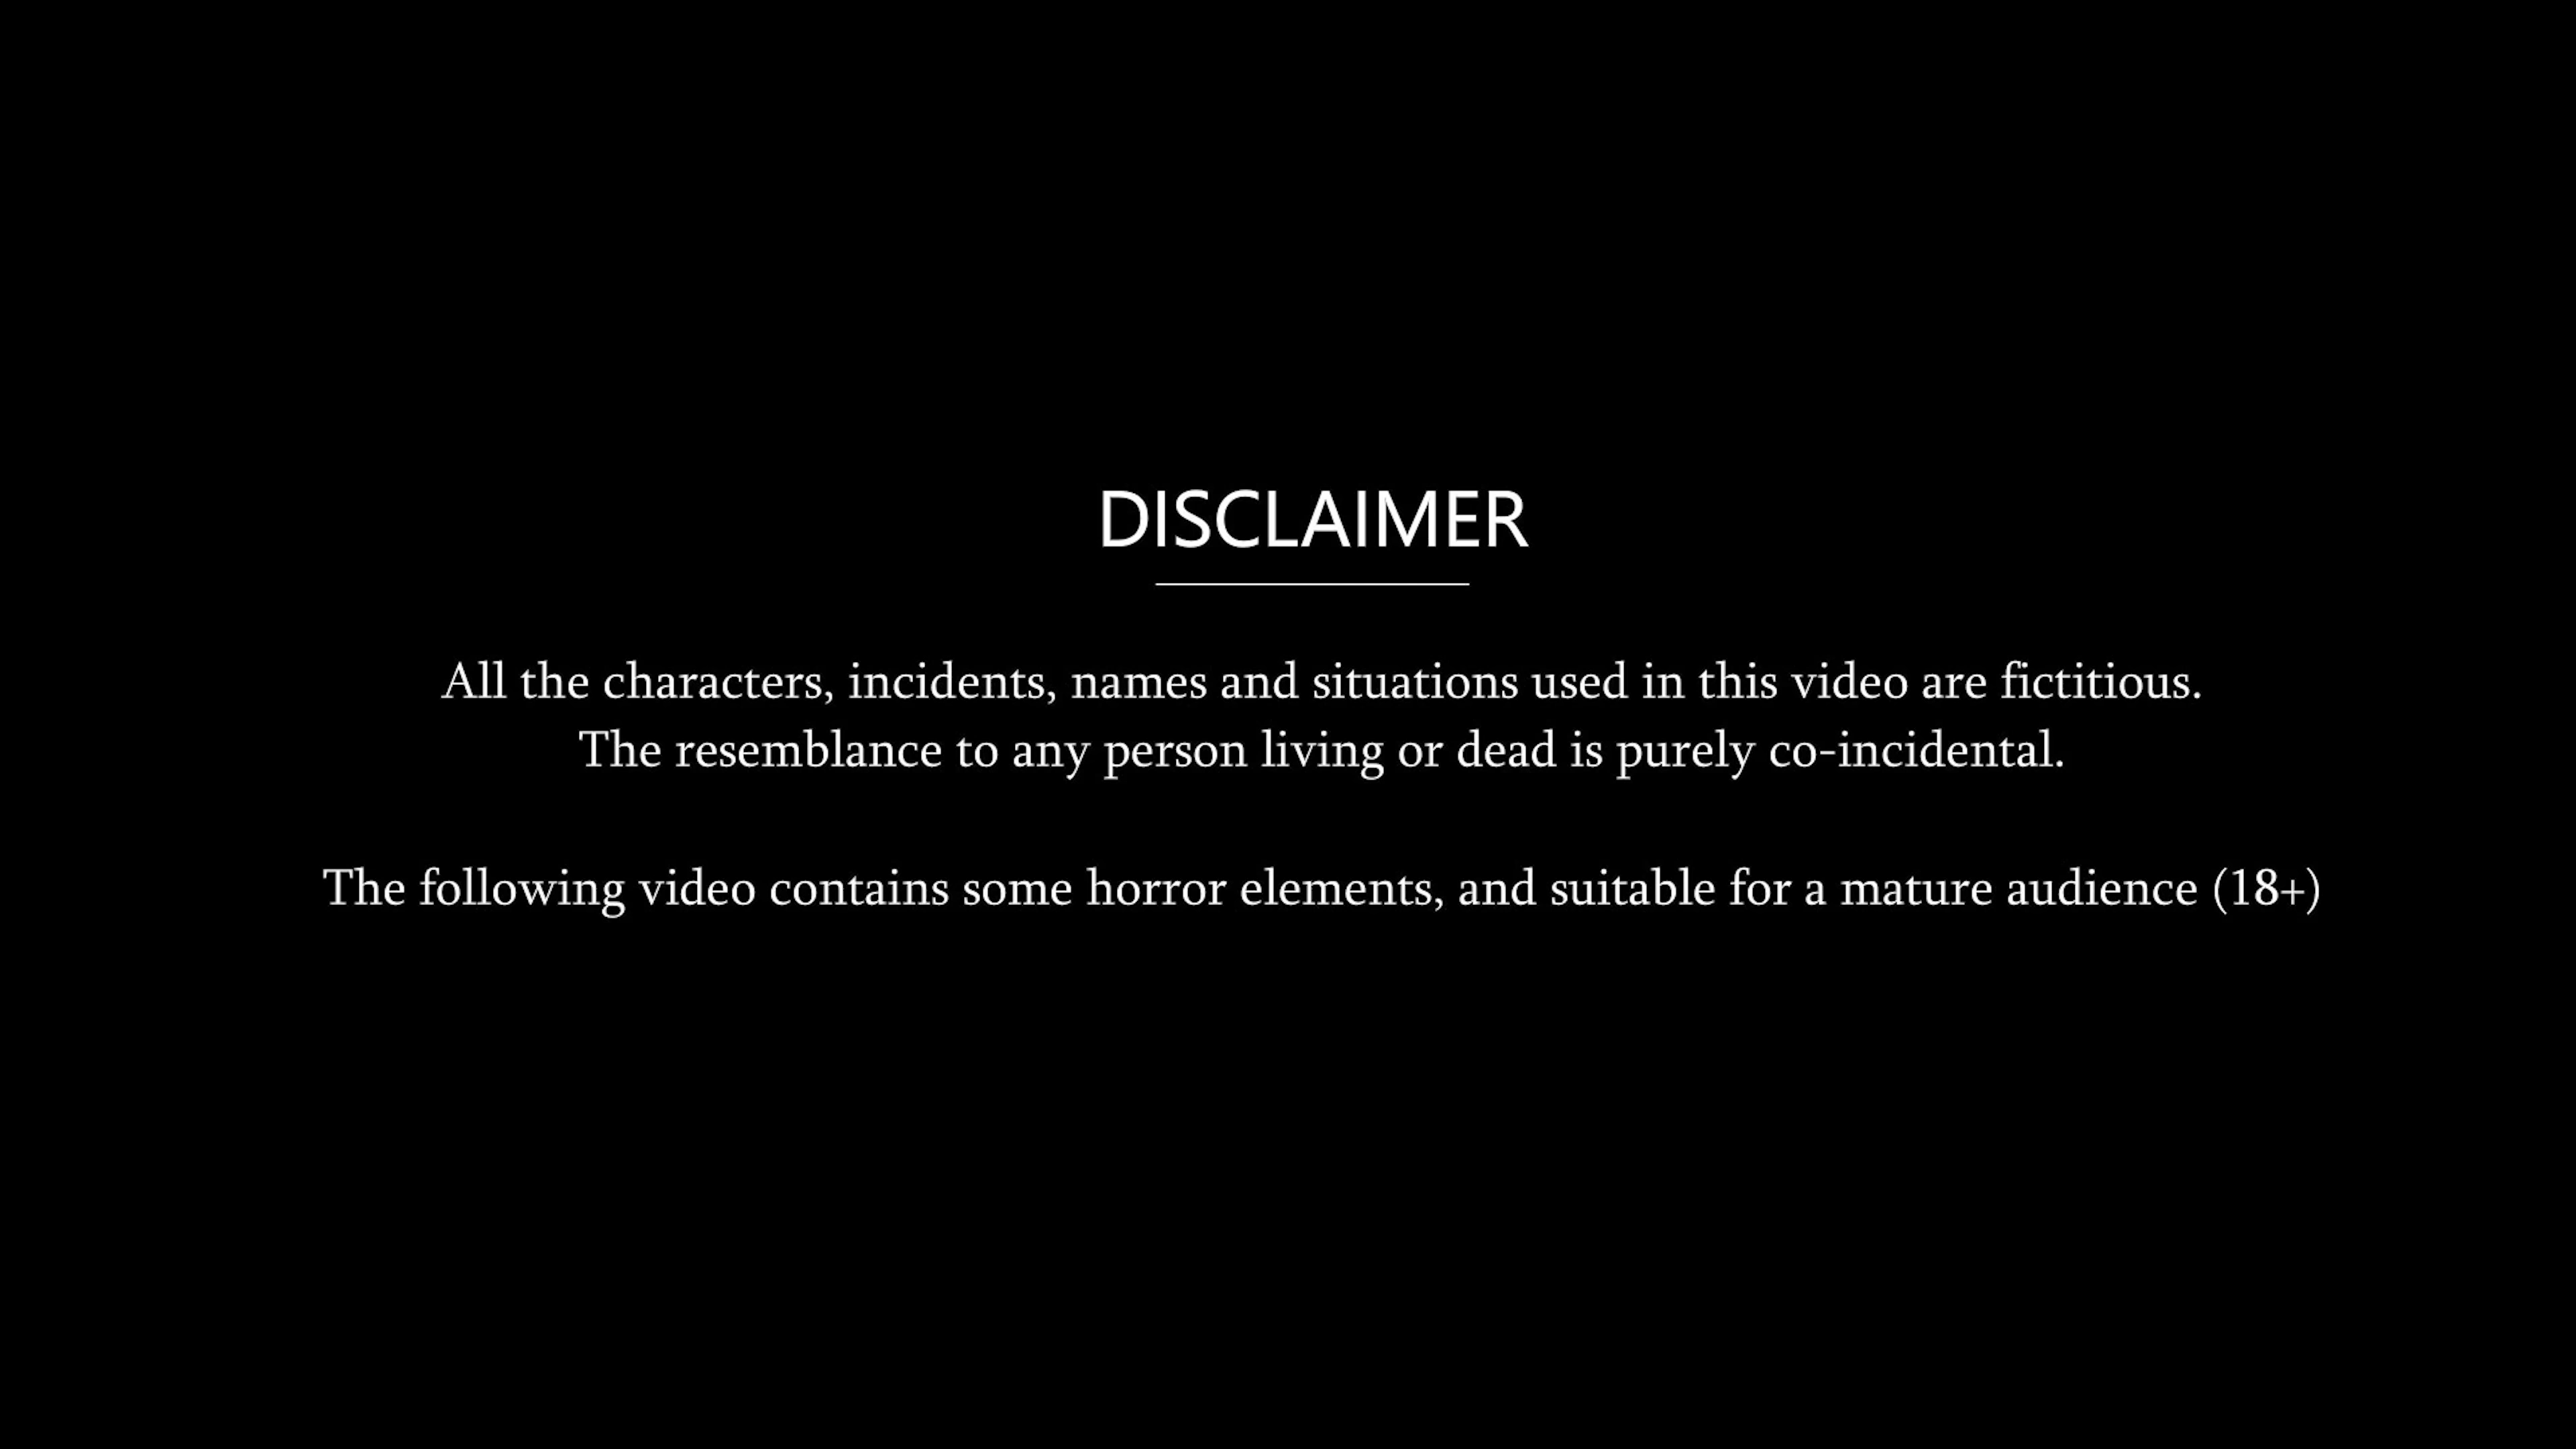 DISCLAIMER
All the characters, incidents, names and situations used in this video are fictitious.
The resemblance to any person living or dead is purely co-incidental.
The following video contains some horror elements, and suitable for a mature audience (18+)